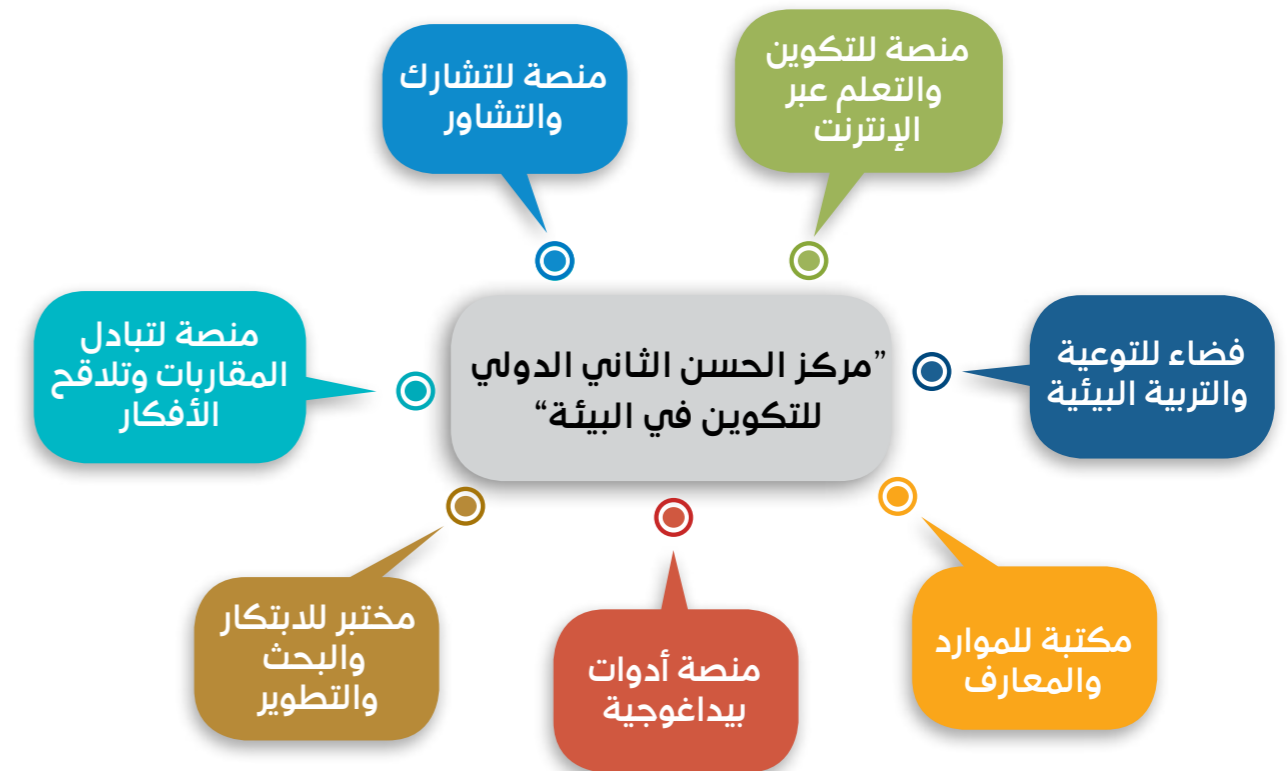 منصة للتكوين
والتعلم عبر
الإنترنت
منصة للتشارك
والتشاور
فضاء للتوعية
والتربية البيئية
"مركز الحسن الثاني الدولي
للتكوين في البيئة"
منصة لتبادل
المقاربات وتلاقح
الأفكار
مكتبة للموارد
والمعارف
منصة أدوات
بيداغوجية
مختبر للابتكار
والبحث
والتطوير